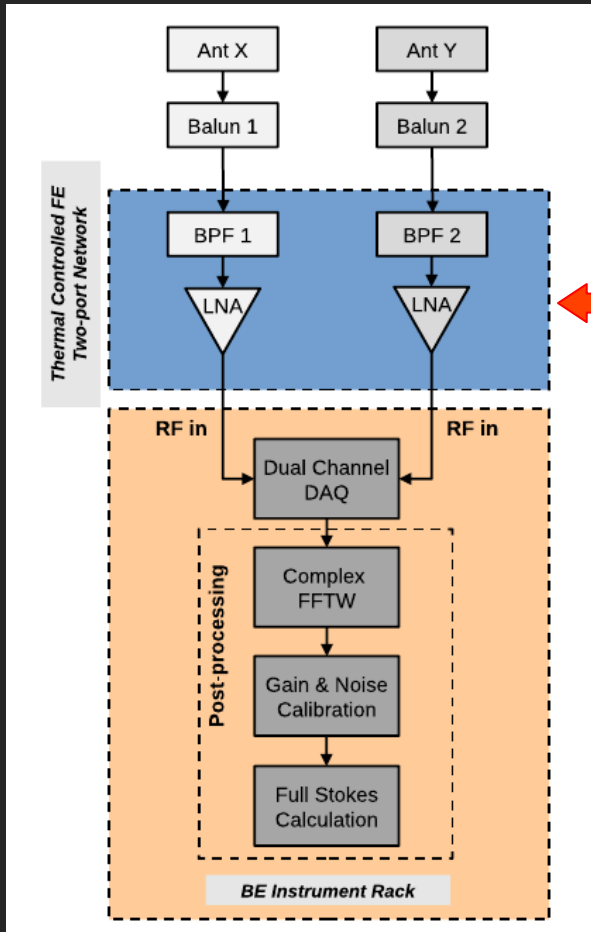 Ant X
Ant Y
Balun 1
Balun 2
Thermal Controlled FE
Two-port Network
BPF 1
BPF 2
LNA
LNA
RF in
RF in
Dual Channel
DAQ
Post-processing
Complex
FFTW
Gain & Noise
Calibration
Full Stokes
Calculation
BE Instrument Rack